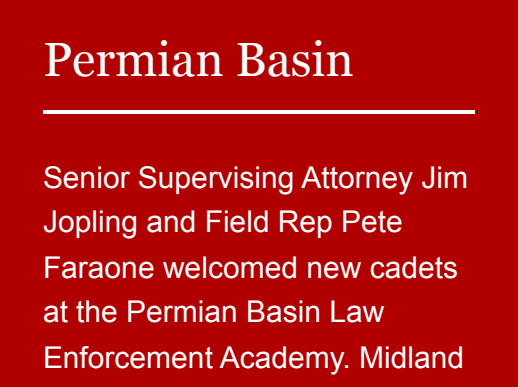 Permian Basin
Senior Supervising Attorney Jim
Jopling and Field Rep Pete
Faraone welcomed new cadets
at the Permian Basin Law
Enforcement Academy. Midland